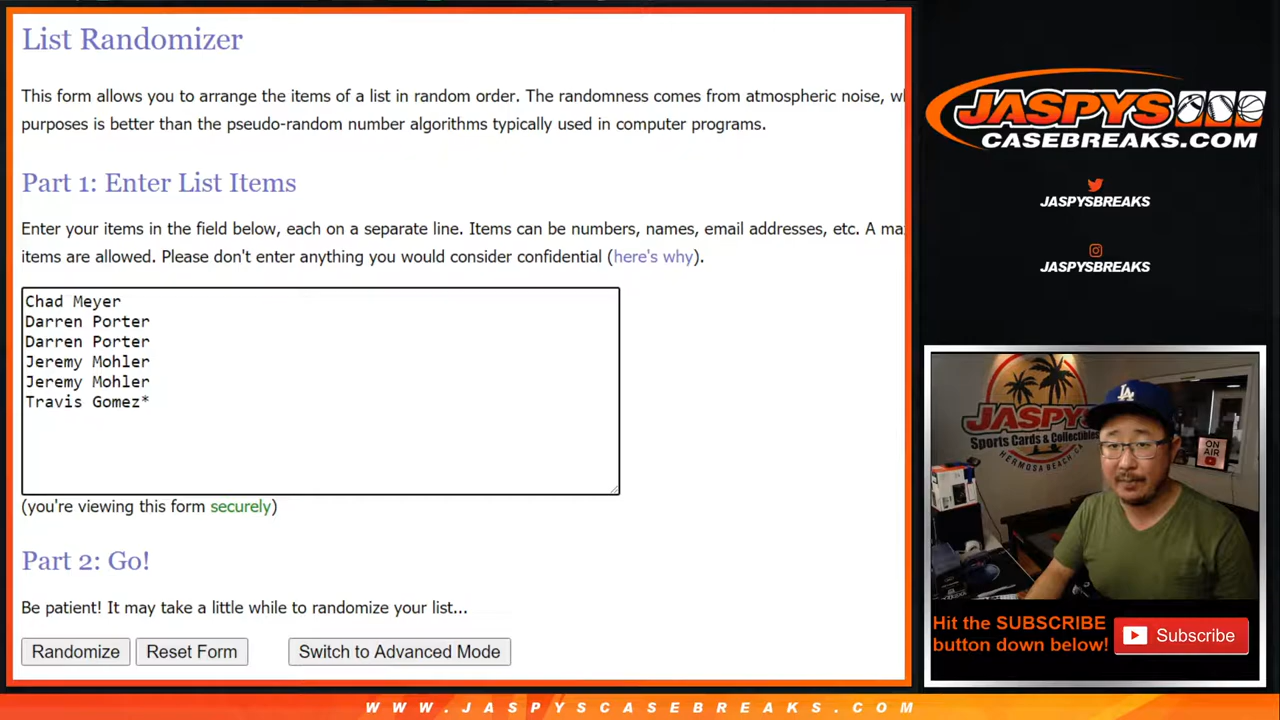 List Randomizer
This form allows you to arrange the items of a list in random order. The randomness comes from atmospheric noise,
purposes is better than the pseudo-random number algorithms typically used in computer programs.
Part 1: Enter List Items
Enter your items in the field below, each on a separate line. Items can be numbers, names, email addresses, etc. A
items are allowed. Please don't enter anything you would consider confidential (here's why).
Chad Meyer
Darren Porter
Darren Porter
Jeremy Mohler
Jeremy Mohler
Travis Gomez*
(you're viewing this form securely)
Part 2: Go!
Be patient! It may take a little while to randomize your list...
Randomize
Reset Form
Switch to Advanced Mode
JASPYS
CASEBREAKS.COM
JASPYSBREAKS
JASPYSBREAKS
JASPYS
Sports Cards & Collectibles
HERMOSA BEACH, CA
LA
ON
AIR
Hit the SUBSCRIBE
button down below!
Subscribe
WWW.JASPYSCASEBREAKS.COM